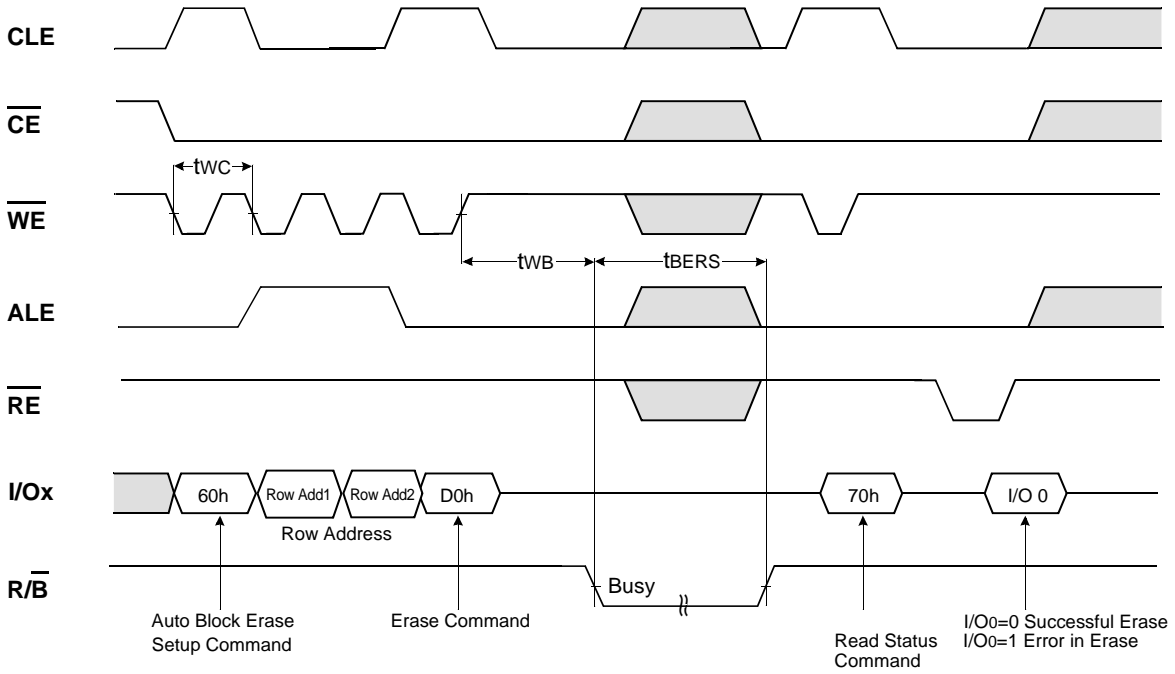 CLE
CE
tWC
WE
tWB
tBERS
ALE
RE
I/Ox
60h
Row Add1
Row Add2
D0h
70h
I/O 0
Row Address
R/B
Busy
Auto Block Erase
Setup Command
Erase Command
Read Status
Command
I/O0=0 Successful Erase
I/O0=1 Error in Erase